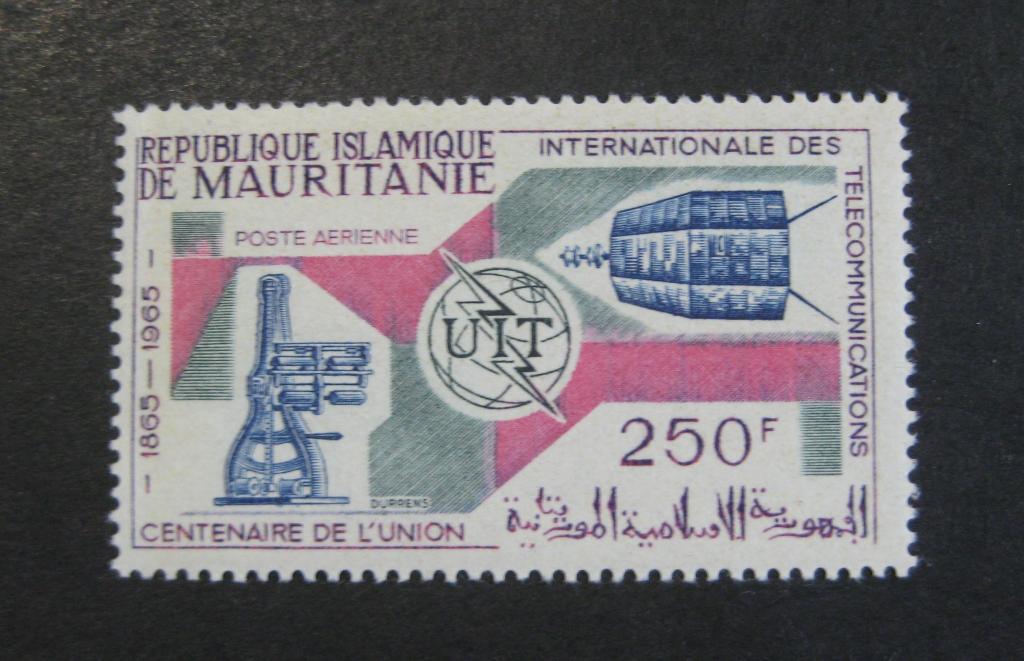 REPUBLIQUE ISLAMIQUE
DE MAURITANIE
POSTE AERIENNE
1865 — 1965
CENTENAIRE DE L'UNION
INTERNATIONALE DES
TELECOMMUNICATIONS
UIT
250F
DURRENS
الجمهورية الاسلامية الموريتانية